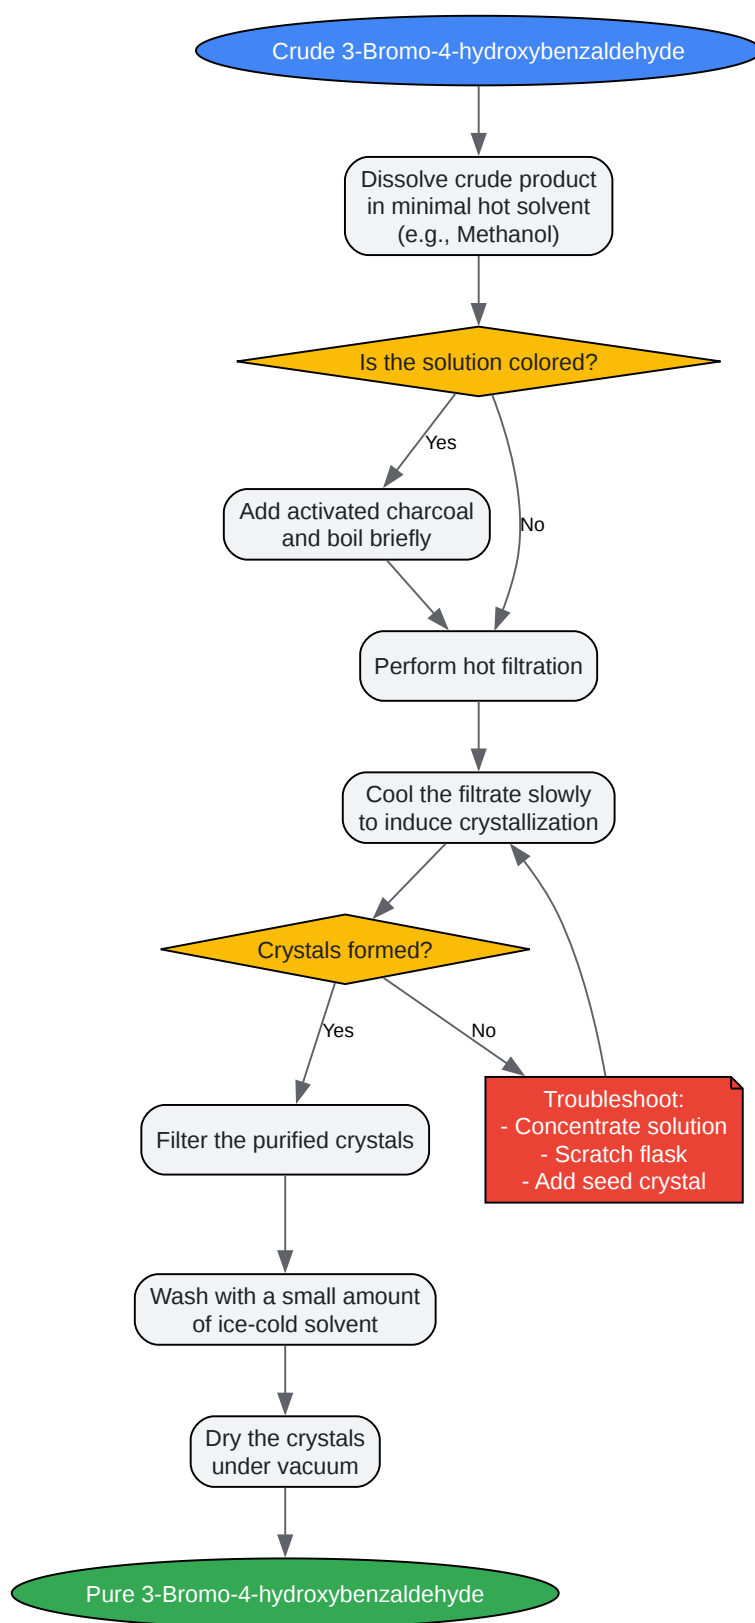 Crude 3-Bromo-4-hydroxybenzaldehyde
Dissolve crude product
in minimal hot solvent
(e.g., Methanol)
Is the solution colored?
Yes
Add activated charcoal
and boil briefly
No
Perform hot filtration
Cool the filtrate slowly
to induce crystallization
Crystals formed?
Yes
No
Filter the purified crystals
Troubleshoot:
- Concentrate solution
- Scratch flask
- Add seed crystal
Wash with a small amount
of ice-cold solvent
Dry the crystals
under vacuum
Pure 3-Bromo-4-hydroxybenzaldehyde